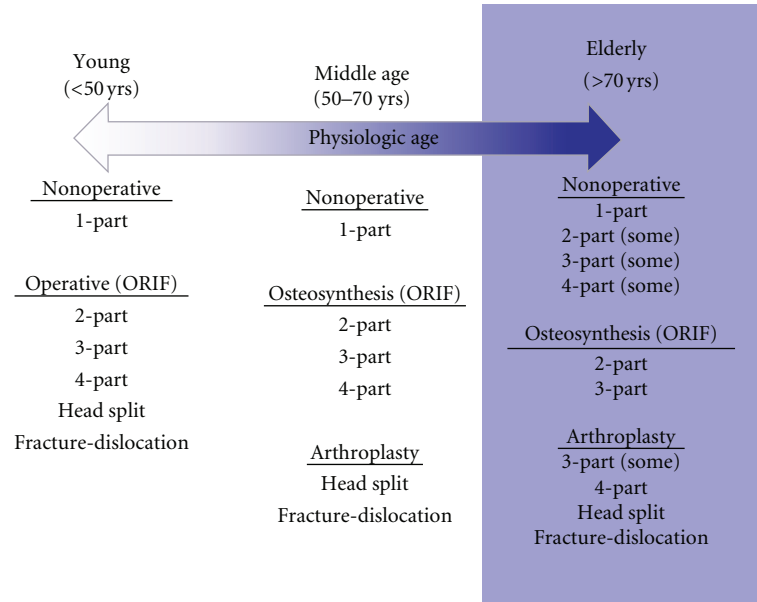 Young
(<50 yrs)
Middle age
(50–70 yrs)
Elderly
(>70 yrs)
Physiologic age
Nonoperative
1-part
Operative (ORIF)
2-part
3-part
4-part
Head split
Fracture-dislocation
Nonoperative
1-part
Osteosynthesis (ORIF)
2-part
3-part
4-part
Arthroplasty
Head split
Fracture-dislocation
Nonoperative
1-part
2-part (some)
3-part (some)
4-part (some)
Osteosynthesis (ORIF)
2-part
3-part
Arthroplasty
3-part (some)
4-part
Head split
Fracture-dislocation